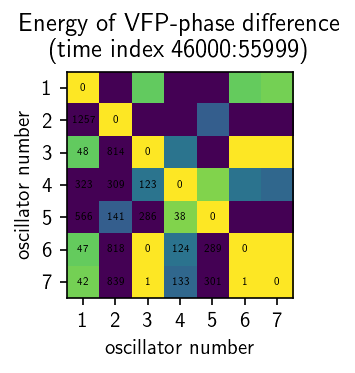 Energy of VFP-phase difference
(time index 46000:55999)
1 0
2 1257 0
3 48 814 0
4 323 309 123 0
5 566 141 286 38 0
6 47 818 0 124 289 0
7 42 839 1 133 301 1 0
1 2 3 4 5 6 7
oscillator number
oscillator number